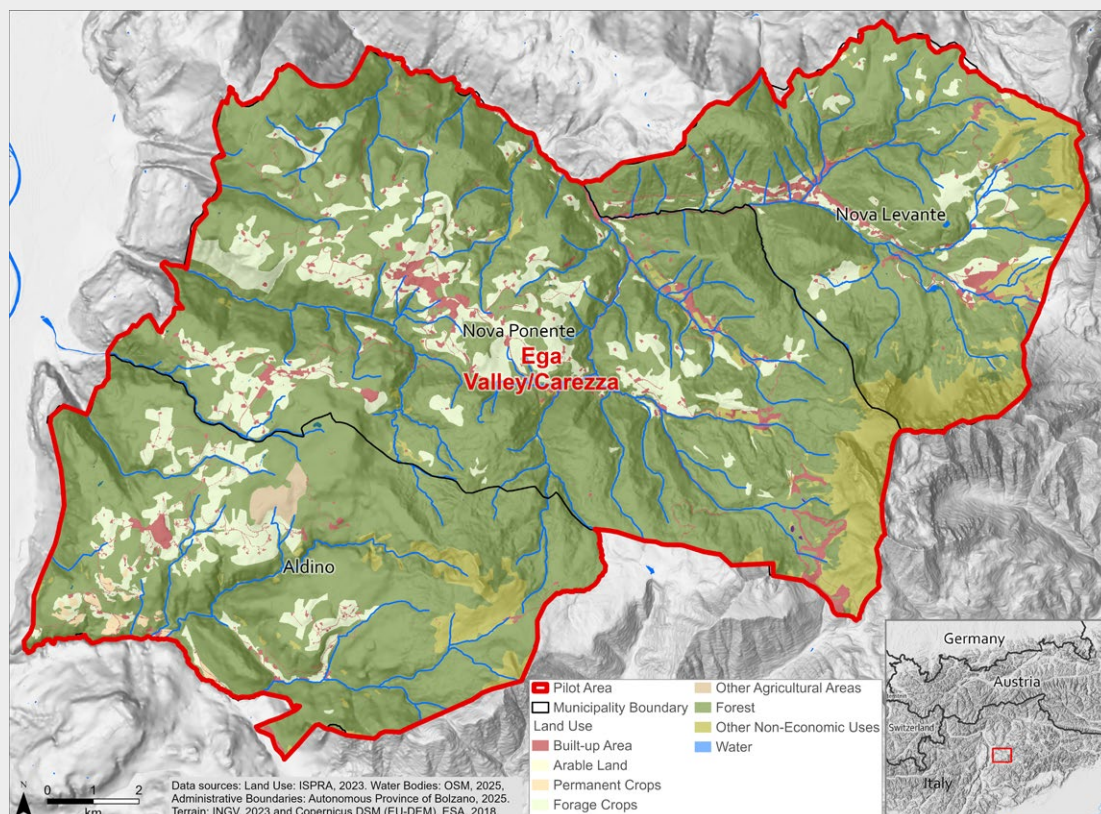 Nova Levante
Nova Ponente
Ega
Valley/Carezza
Aldino
Germany
Austria
Switzerland
Italy
Pilot Area
Municipality Boundary
Land Use
Built-up Area
Arable Land
Permanent Crops
Forage Crops
Other Agricultural Areas
Forest
Other Non-Economic Uses
Water
N
0 1 2
km
Data sources: Land Use: ISPRA, 2023. Water Bodies: OSM, 2025,
Administrative Boundaries: Autonomous Province of Bolzano, 2025.
Terrain: INGV, 2023 and Copernicus DSM (EU-DEM), ESA, 2018